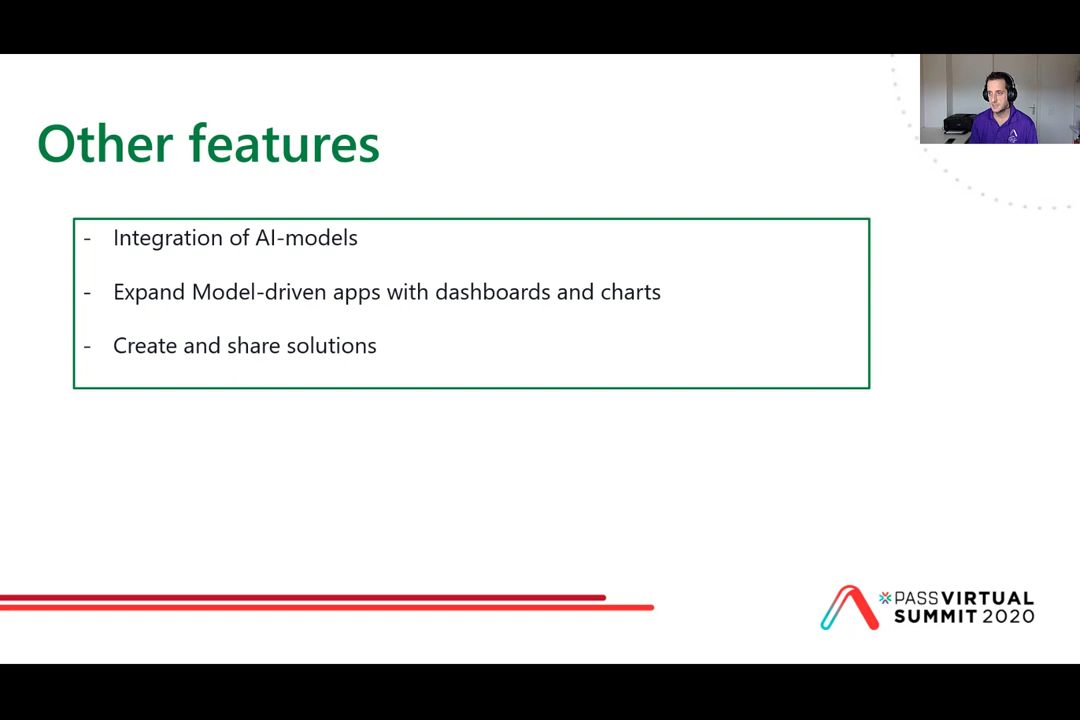 Other features
- Integration of AI-models
- Expand Model-driven apps with dashboards and charts
- Create and share solutions
PASS VIRTUAL
SUMMIT 2020